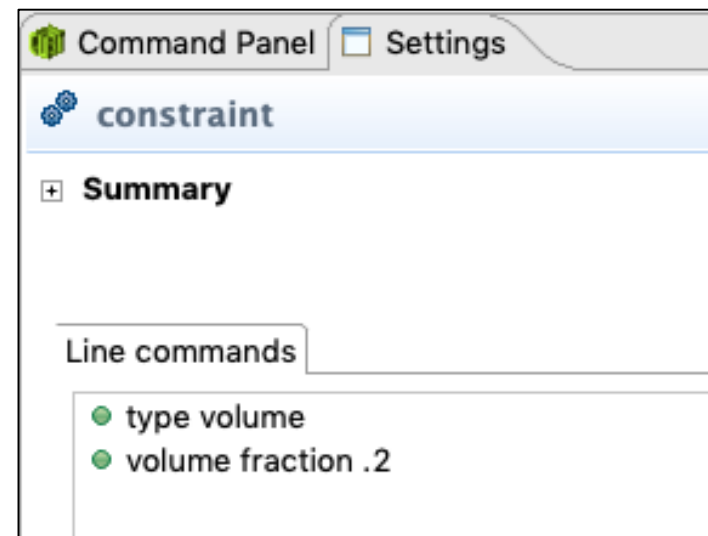 Command Panel Settings
constraint
Summary
Line commands
type volume
volume fraction .2